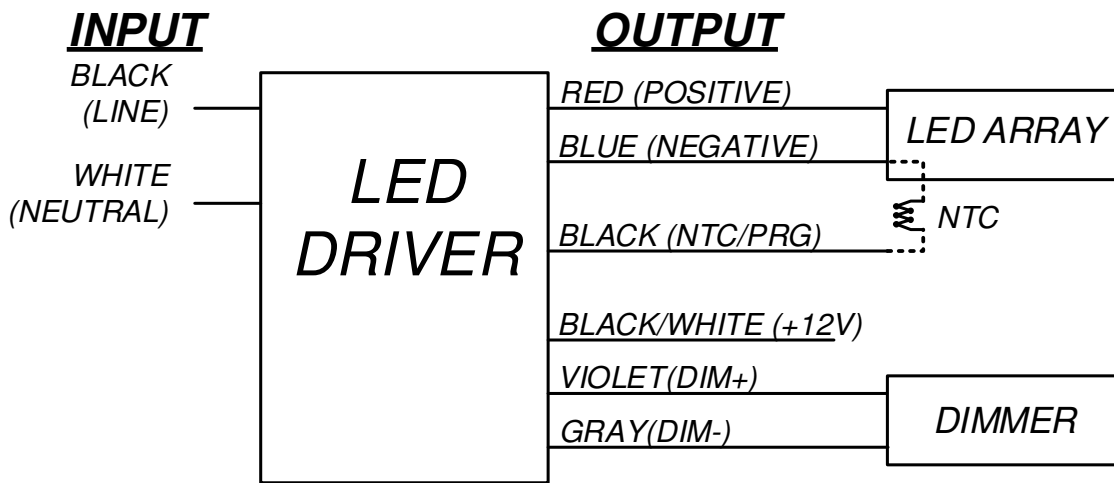 INPUT
BLACK
(LINE)
WHITE
(NEUTRAL)
LED
DRIVER
OUTPUT
RED (POSITIVE)
BLUE (NEGATIVE)
BLACK (NTC/PRG)
BLACK/WHITE (+12V)
VIOLET(DIM+)
GRAY(DIM-)
LED ARRAY
NTC
DIMMER